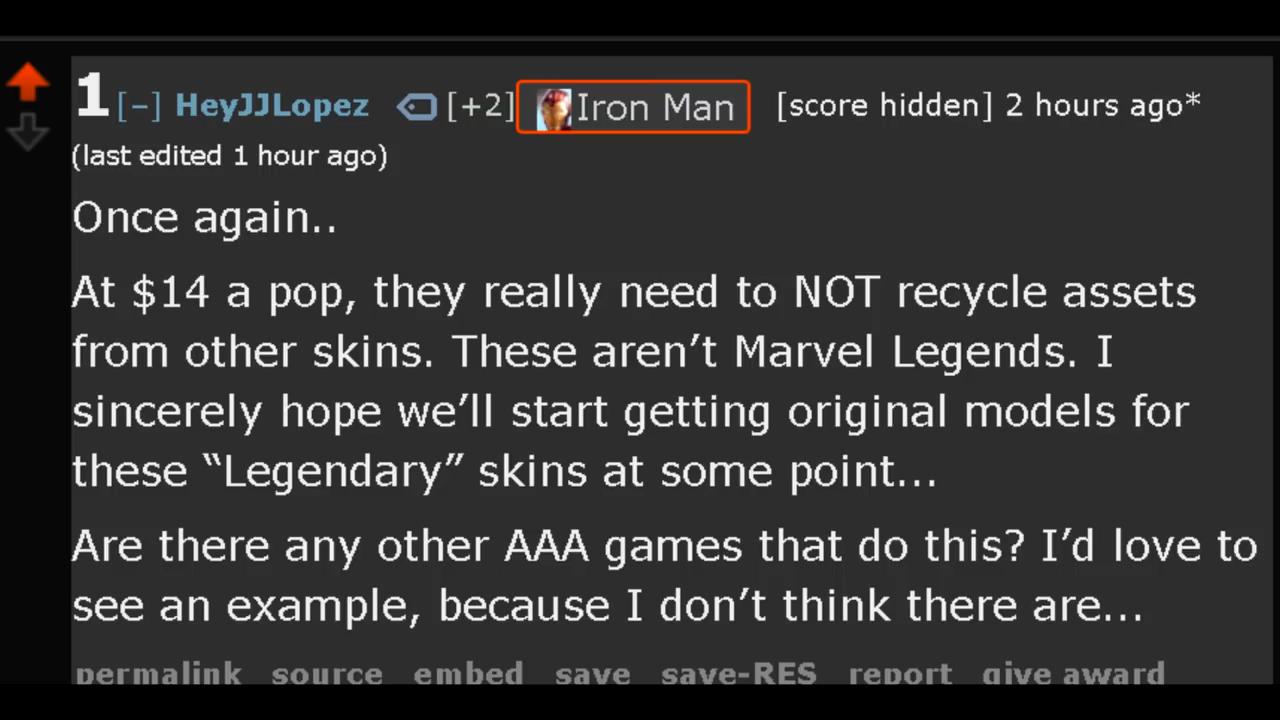 1 [–] HeyJJLopez [+2] Iron Man [score hidden] 2 hours ago*
(last edited 1 hour ago)
Once again..
At $14 a pop, they really need to NOT recycle assets
from other skins. These aren’t Marvel Legends. I
sincerely hope we’ll start getting original models for
these “Legendary” skins at some point...
Are there any other AAA games that do this? I’d love to
see an example, because I don’t think there are...
permalink source embed save save-RES report give award